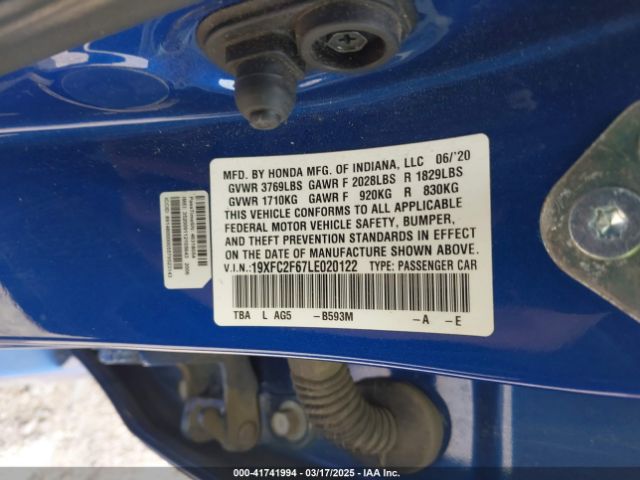 MFD. BY HONDA MFG. OF INDIANA, LLC 06/'20
GVWR 3769LBS GAWR F 2028LBS R 1829LBS
GVWR 1710KG GAWR F 920KG R 830KG
THIS VEHICLE CONFORMS TO ALL APPLICABLE
FEDERAL MOTOR VEHICLE SAFETY, BUMPER,
AND THEFT PREVENTION STANDARDS IN EFFECT
ON THE DATE OF MANUFACTURE SHOWN ABOVE.
V.I.N.: 19XFC2F67LE020122 TYPE: PASSENGER CAR
TBA L AG5 -B593M -A -E
000-41741994 | 03/17/2025 | IAA Inc.